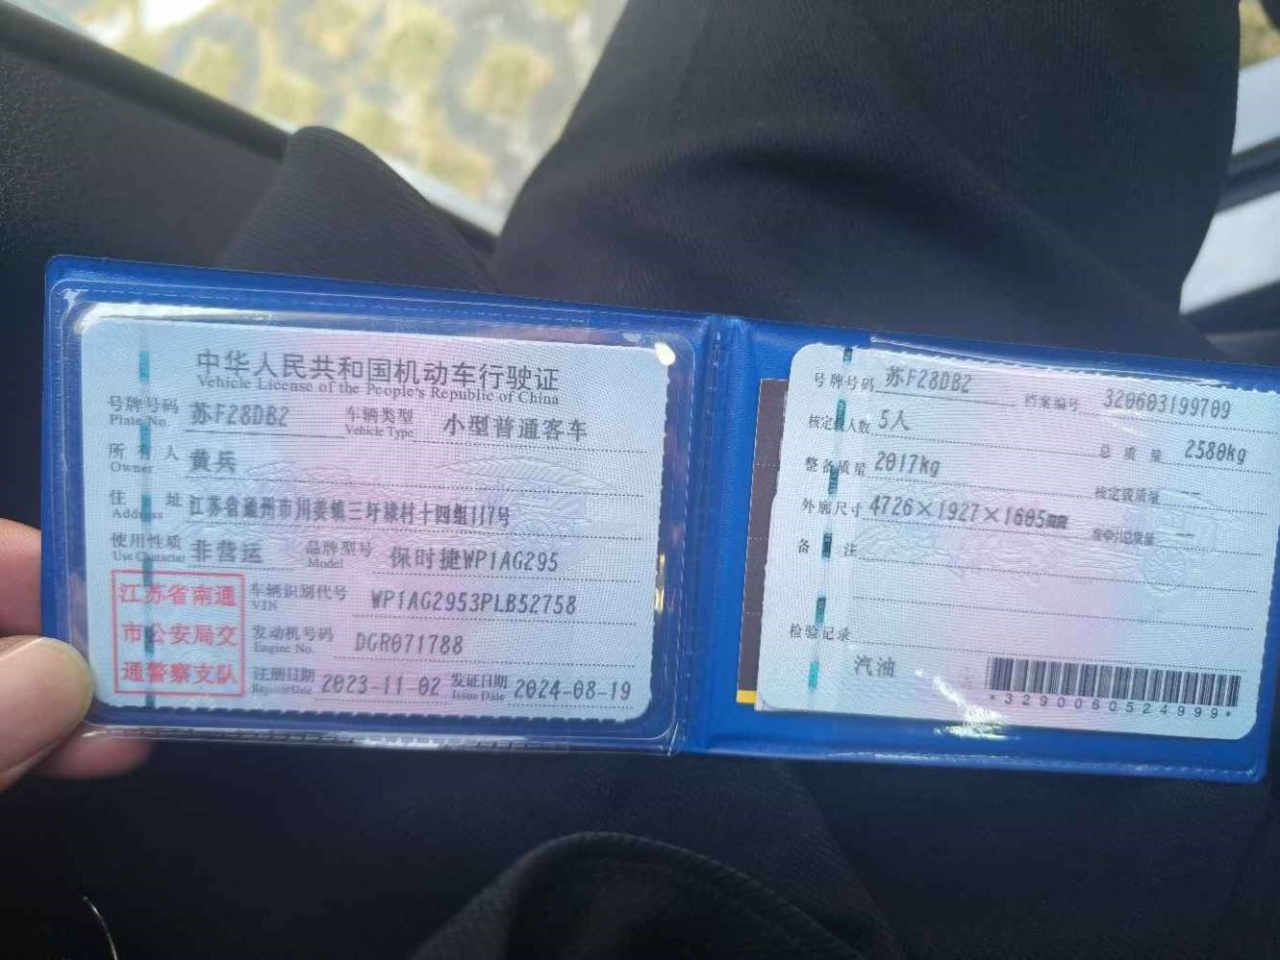 中华人民共和国机动车行驶证
Vehicle License of the People's Republic of China
号牌号码 苏F28DB2 车辆类型 小型普通客车
Plate No. Vehicle Type
所有人 黄兵
Owner
住址 江苏省通州市川姜镇三圩埭村十四组117号
Address
使用性质 非营运 品牌型号 保时捷WP1AG295
Use Character Model
江苏省南通
市公安局交
通警察支队
车辆识别代号 WP1AG2953PLB52758
VIN
发动机号码 DGR071788
Engine No.
注册日期 2023-11-02 发证日期 2024-08-19
Register Date Issue Date
号牌号码 苏F28DB2 档案编号 320603199709
核定载人数 5人 总质量 2580kg
整备质量 2017kg 核定载质量 --
外廓尺寸 4726×1927×1605mm 准牵引总质量 --
备注
检验记录
汽油
*3290060524999*